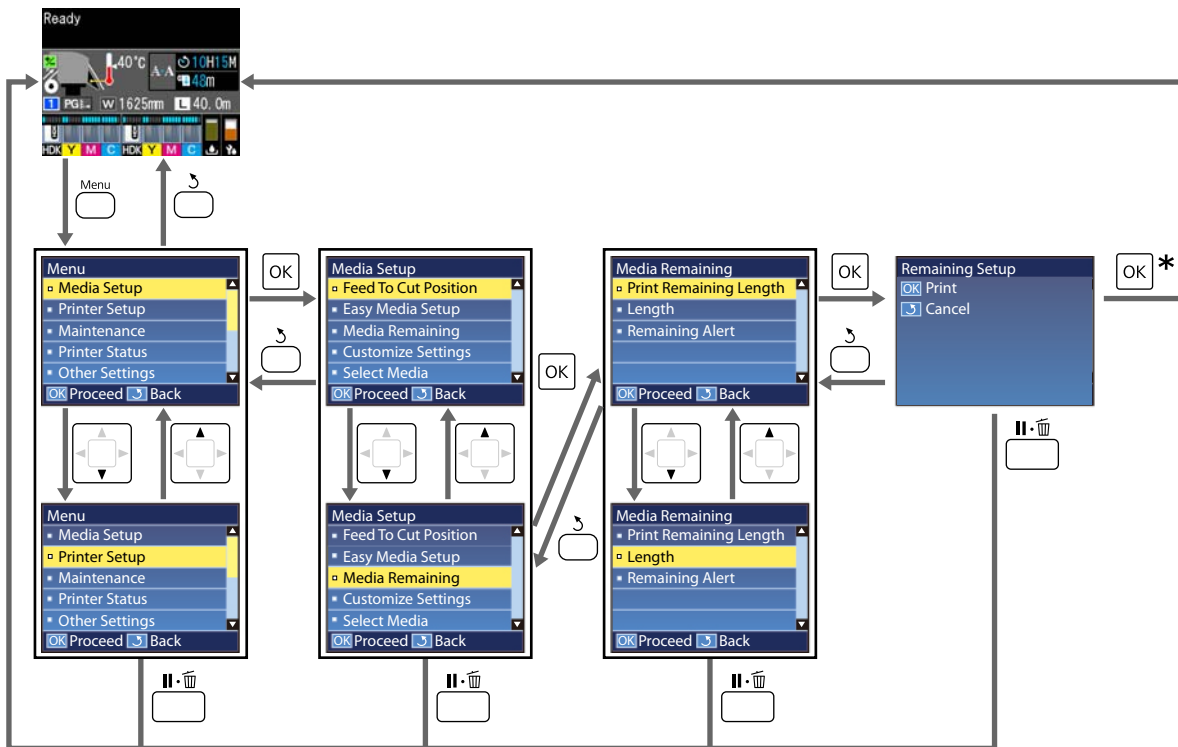 Ready
40°C A-A 10H15M
48m
1 PG W 1625mm L 40. 0m
HDK Y M C HDK Y M C
Menu
Menu
Media Setup
Printer Setup
Maintenance
Printer Status
Other Settings
OK Proceed Back
OK
Media Setup
Feed To Cut Position
Easy Media Setup
Media Remaining
Customize Settings
Select Media
OK Proceed Back
OK
Media Remaining
Print Remaining Length
Length
Remaining Alert
OK Proceed Back
OK
Remaining Setup
OK Print
Cancel
OK *
Menu
Media Setup
Printer Setup
Maintenance
Printer Status
Other Settings
OK Proceed Back
Media Setup
Feed To Cut Position
Easy Media Setup
Media Remaining
Customize Settings
Select Media
OK Proceed Back
Media Remaining
Print Remaining Length
Length
Remaining Alert
OK Proceed Back